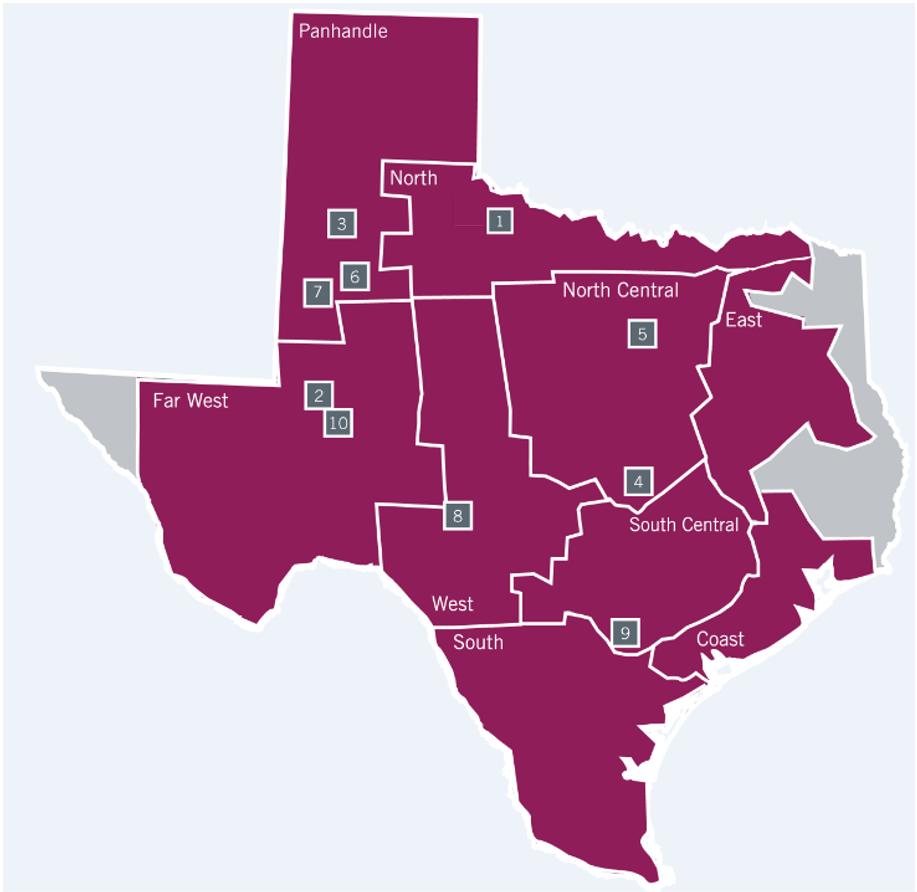 Panhandle
North
3
1
6
7
North Central
East
5
2
Far West
10
4
8
South Central
West
9
South
Coast